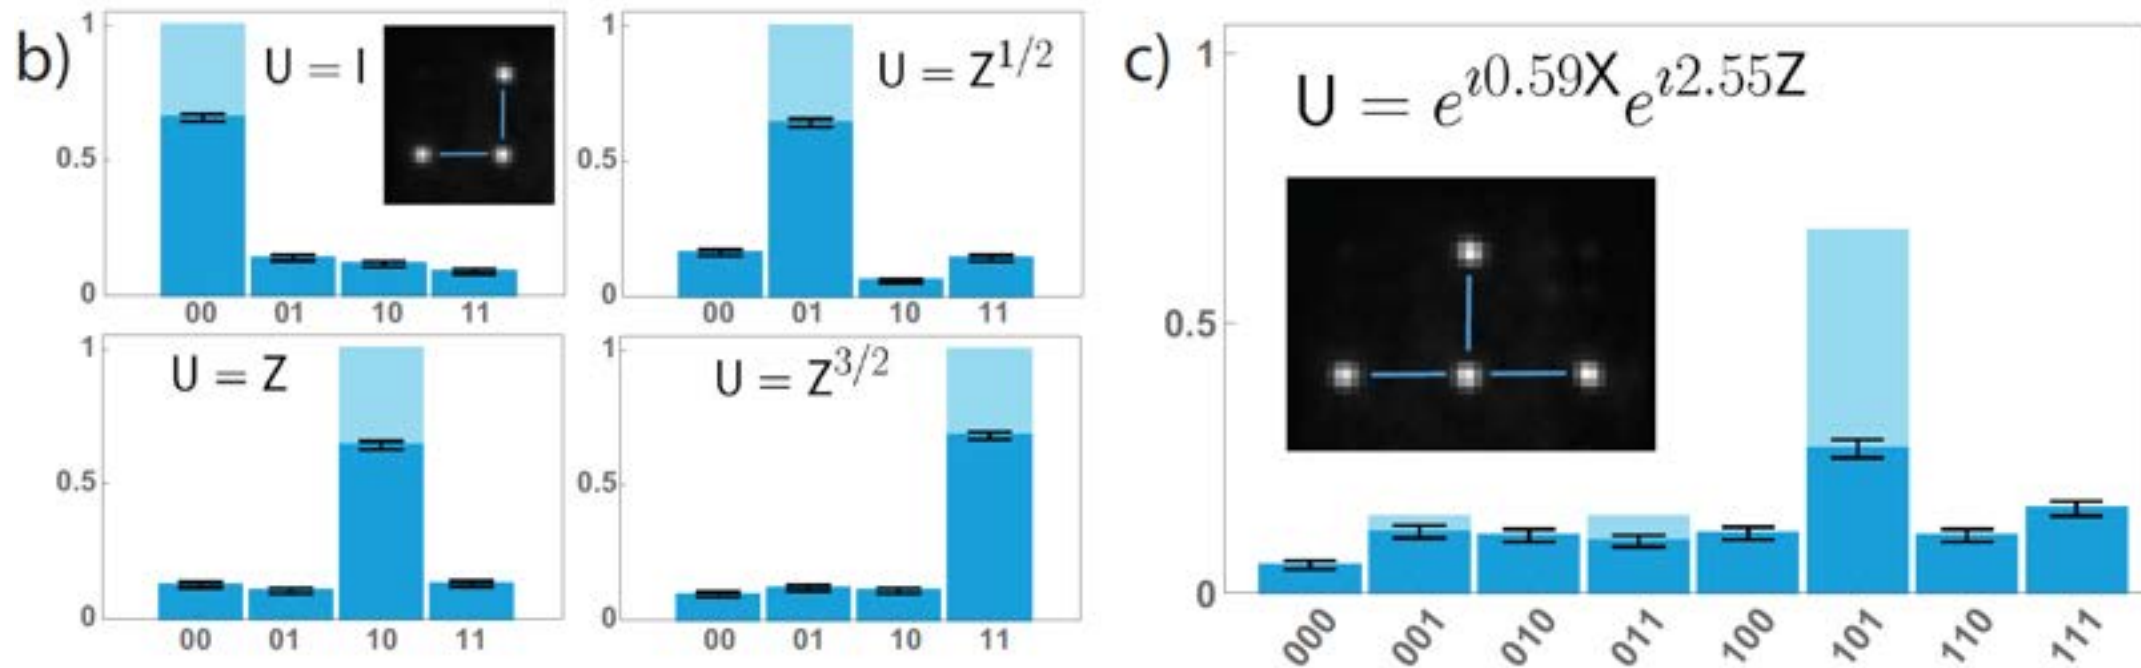 b)
U = I
1
0.5
0
00 01 10 11
U = Z^{1/2}
1
0.5
0
00 01 10 11
U = Z
1
0.5
0
00 01 10 11
U = Z^{3/2}
1
0.5
0
00 01 10 11
c)
U = e^{ı0.59X}e^{ı2.55Z}
1
0.5
0
000 001 010 011 100 101 110 111